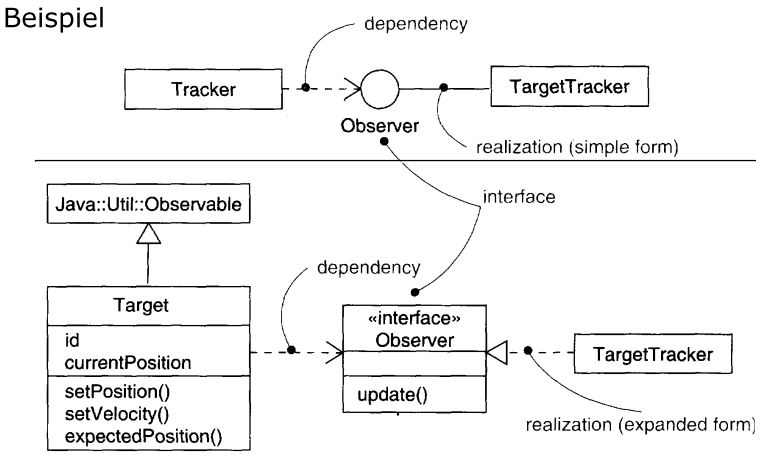 Beispiel
dependency
Tracker
TargetTracker
Observer
realization (simple form)
interface
Java::Util::Observable
dependency
Target
id
currentPosition
setPosition()
setVelocity()
expectedPosition()
«interface»
Observer
update()
TargetTracker
realization (expanded form)